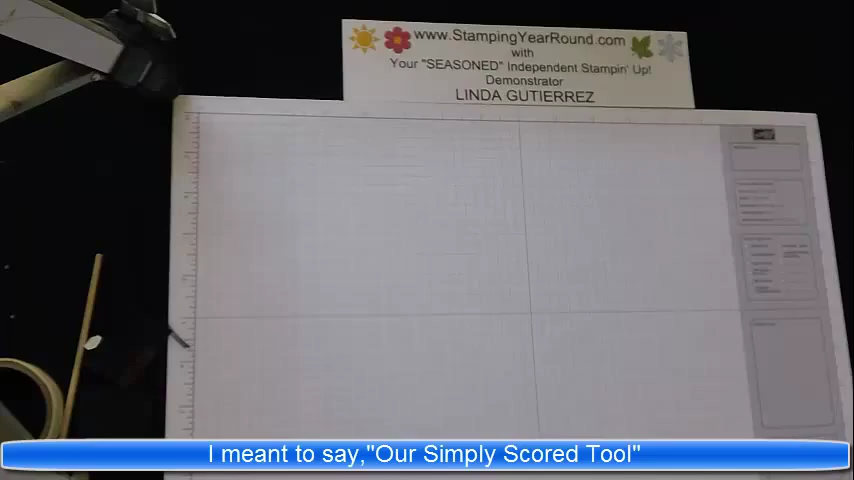 www.StampingYearRound.com
with
Your "SEASONED" Independent Stampin' Up!
Demonstrator
LINDA GUTIERREZ
I meant to say,"Our Simply Scored Tool"